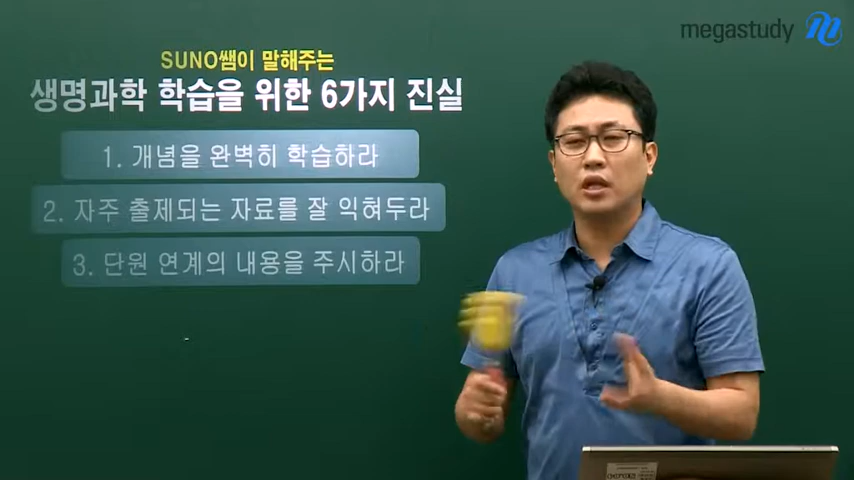 megastudy
SUNO쌤이 말해주는
생명과학 학습을 위한 6가지 진실
1. 개념을 완벽히 학습하라
2. 자주 출제되는 자료를 잘 익혀두라
3. 단원 연계의 내용을 주시하라